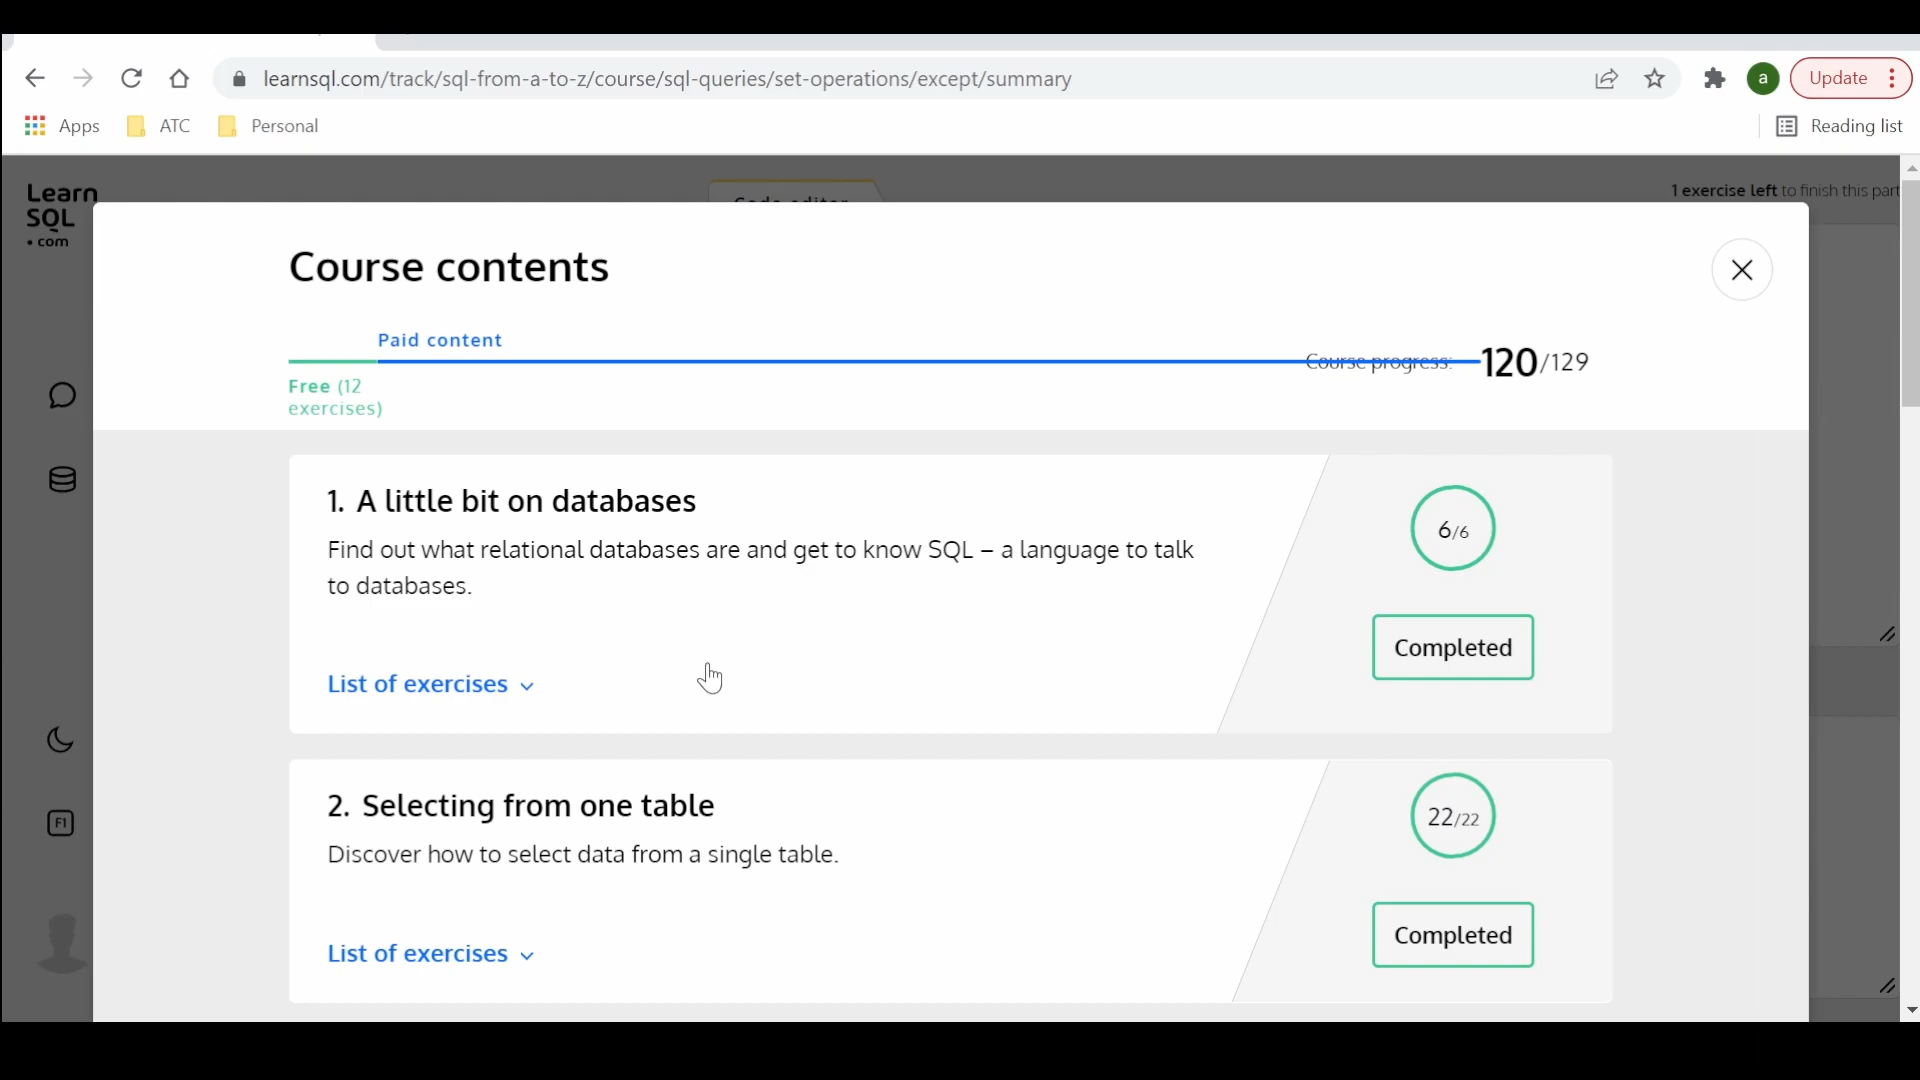 learnsql.com/track/sql-from-a-to-z/course/sql-queries/set-operations/except/summary
a
Update
Apps
ATC
Personal
Reading list
Learn
SQL
.com
Code editor
1 exercise left to finish this part
Course contents
Paid content
Course progress: 120/129
Free (12
exercises)
1. A little bit on databases
Find out what relational databases are and get to know SQL – a language to talk
to databases.
6/6
Completed
List of exercises
2. Selecting from one table
Discover how to select data from a single table.
22/22
Completed
List of exercises
F1